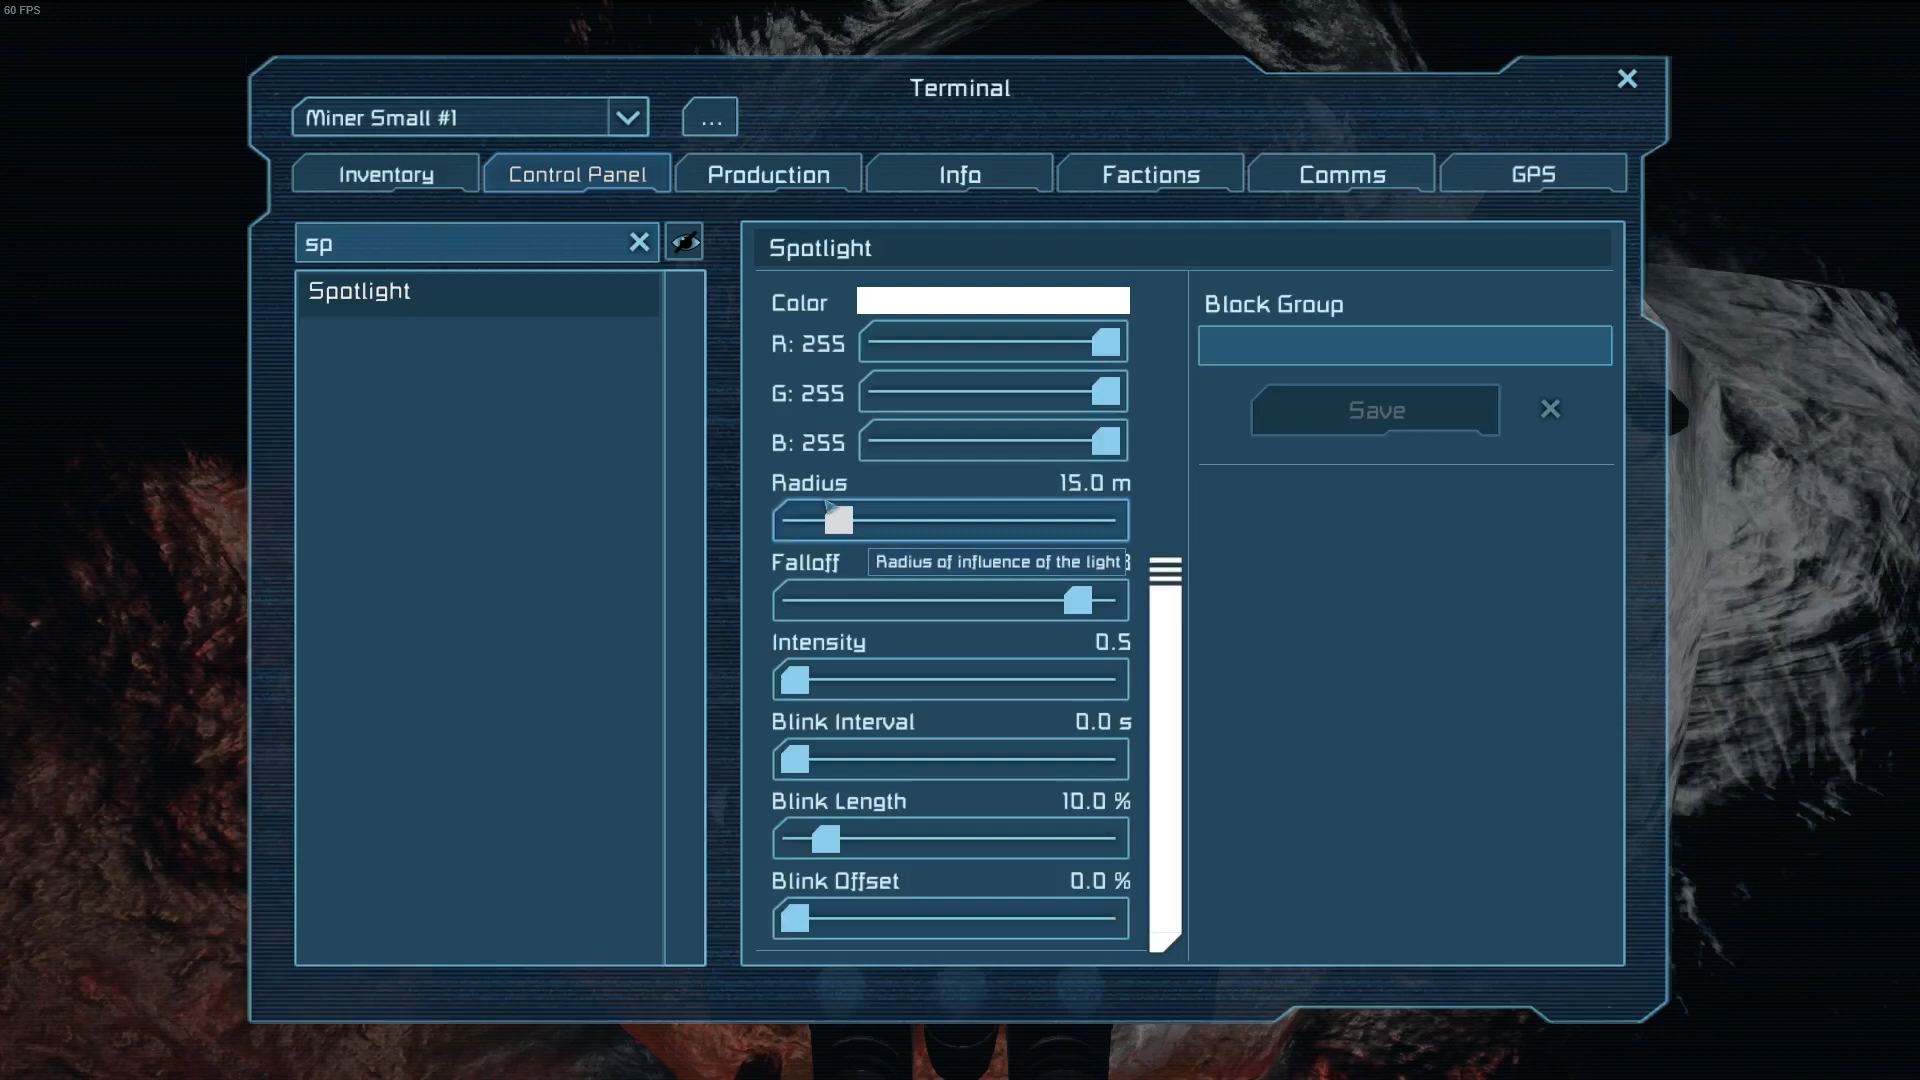 60 FPS
Terminal
Miner Small #1
...
Inventory
Control Panel
Production
Info
Factions
Comms
GPS
sp
Spotlight
Spotlight
Color
R: 255
G: 255
B: 255
Radius 15.0 m
Falloff
Radius of influence of the light
Intensity 0.5
Blink Interval 0.0 s
Blink Length 10.0 %
Blink Offset 0.0 %
Block Group
Save